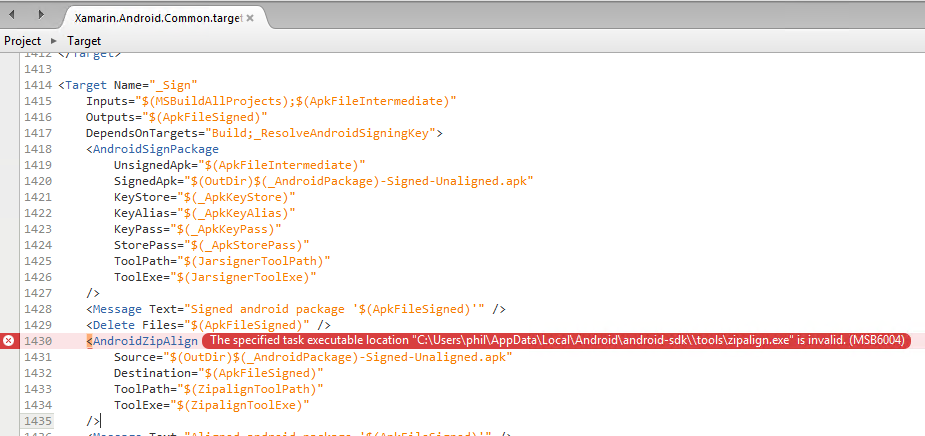 Xamarin.Android.Common.target
Project ▸ Target
1412 </Target>
1413
1414 <Target Name="_Sign"
1415 Inputs="$(MSBuildAllProjects);$(ApkFileIntermediate)"
1416 Outputs="$(ApkFileSigned)"
1417 DependsOnTargets="Build;_ResolveAndroidSigningKey">
1418 <AndroidSignPackage
1419 UnsignedApk="$(ApkFileIntermediate)"
1420 SignedApk="$(OutDir)$(_AndroidPackage)-Signed-Unaligned.apk"
1421 KeyStore="$(_ApkKeyStore)"
1422 KeyAlias="$(_ApkKeyAlias)"
1423 KeyPass="$(_ApkKeyPass)"
1424 StorePass="$(_ApkStorePass)"
1425 ToolPath="$(JarsignerToolPath)"
1426 ToolExe="$(JarsignerToolExe)"
1427 />
1428 <Message Text="Signed android package '$(ApkFileSigned)'" />
1429 <Delete Files="$(ApkFileSigned)" />
1430 <AndroidZipAlign The specified task executable location "C:\Users\phil\AppData\Local\Android\android-sdk\\tools\zipalign.exe" is invalid. (MSB6004)
1431 Source="$(OutDir)$(_AndroidPackage)-Signed-Unaligned.apk"
1432 Destination="$(ApkFileSigned)"
1433 ToolPath="$(ZipalignToolPath)"
1434 ToolExe="$(ZipalignToolExe)"
1435 />
1436 <Message Text="Aligned android package '$(ApkFileSigned)'" />